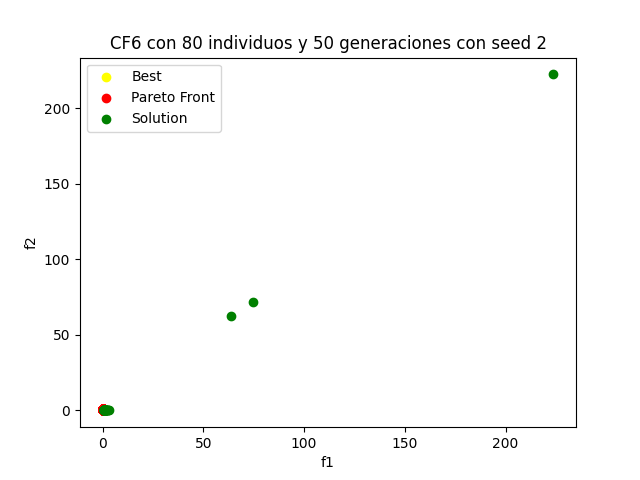 CF6 con 80 individuos y 50 generaciones con seed 2
Best
Pareto Front
Solution
200
150
100
50
0
f2
0
50
100
150
200
f1